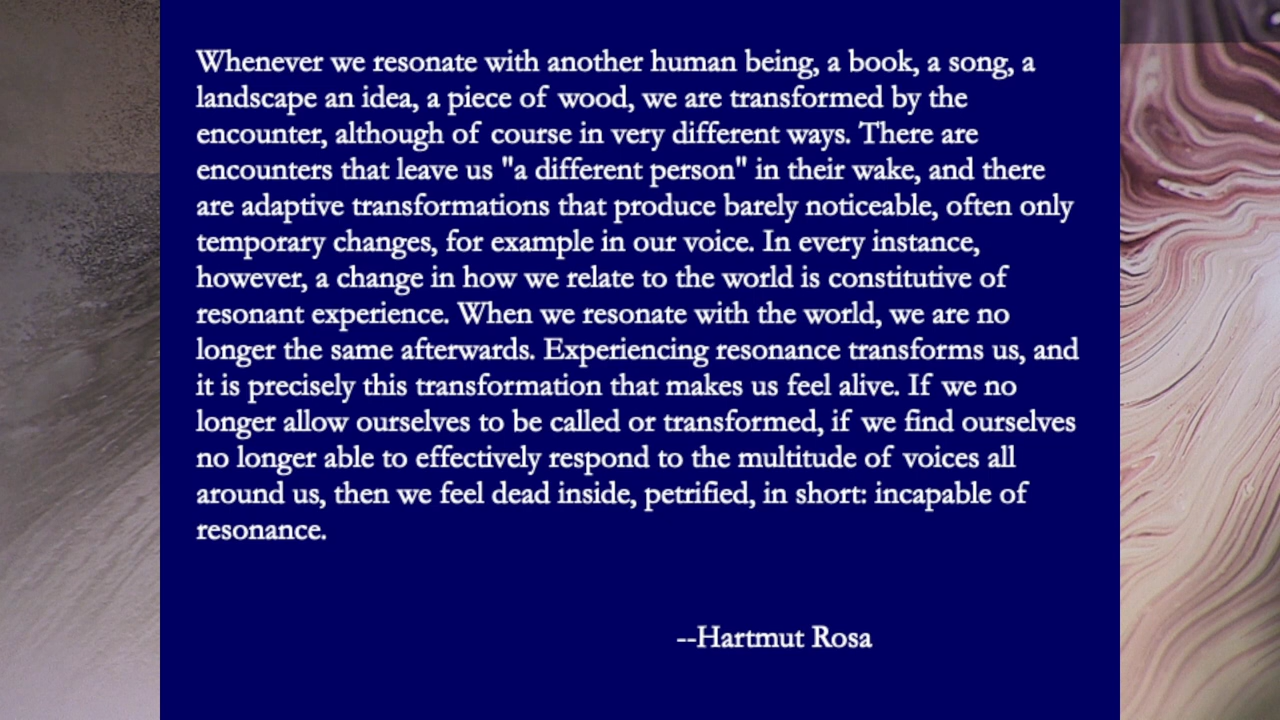 Whenever we resonate with another human being, a book, a song, a
landscape an idea, a piece of wood, we are transformed by the
encounter, although of course in very different ways. There are
encounters that leave us "a different person" in their wake, and there
are adaptive transformations that produce barely noticeable, often only
temporary changes, for example in our voice. In every instance,
however, a change in how we relate to the world is constitutive of
resonant experience. When we resonate with the world, we are no
longer the same afterwards. Experiencing resonance transforms us, and
it is precisely this transformation that makes us feel alive. If we no
longer allow ourselves to be called or transformed, if we find ourselves
no longer able to effectively respond to the multitude of voices all
around us, then we feel dead inside, petrified, in short: incapable of
resonance.
--Hartmut Rosa